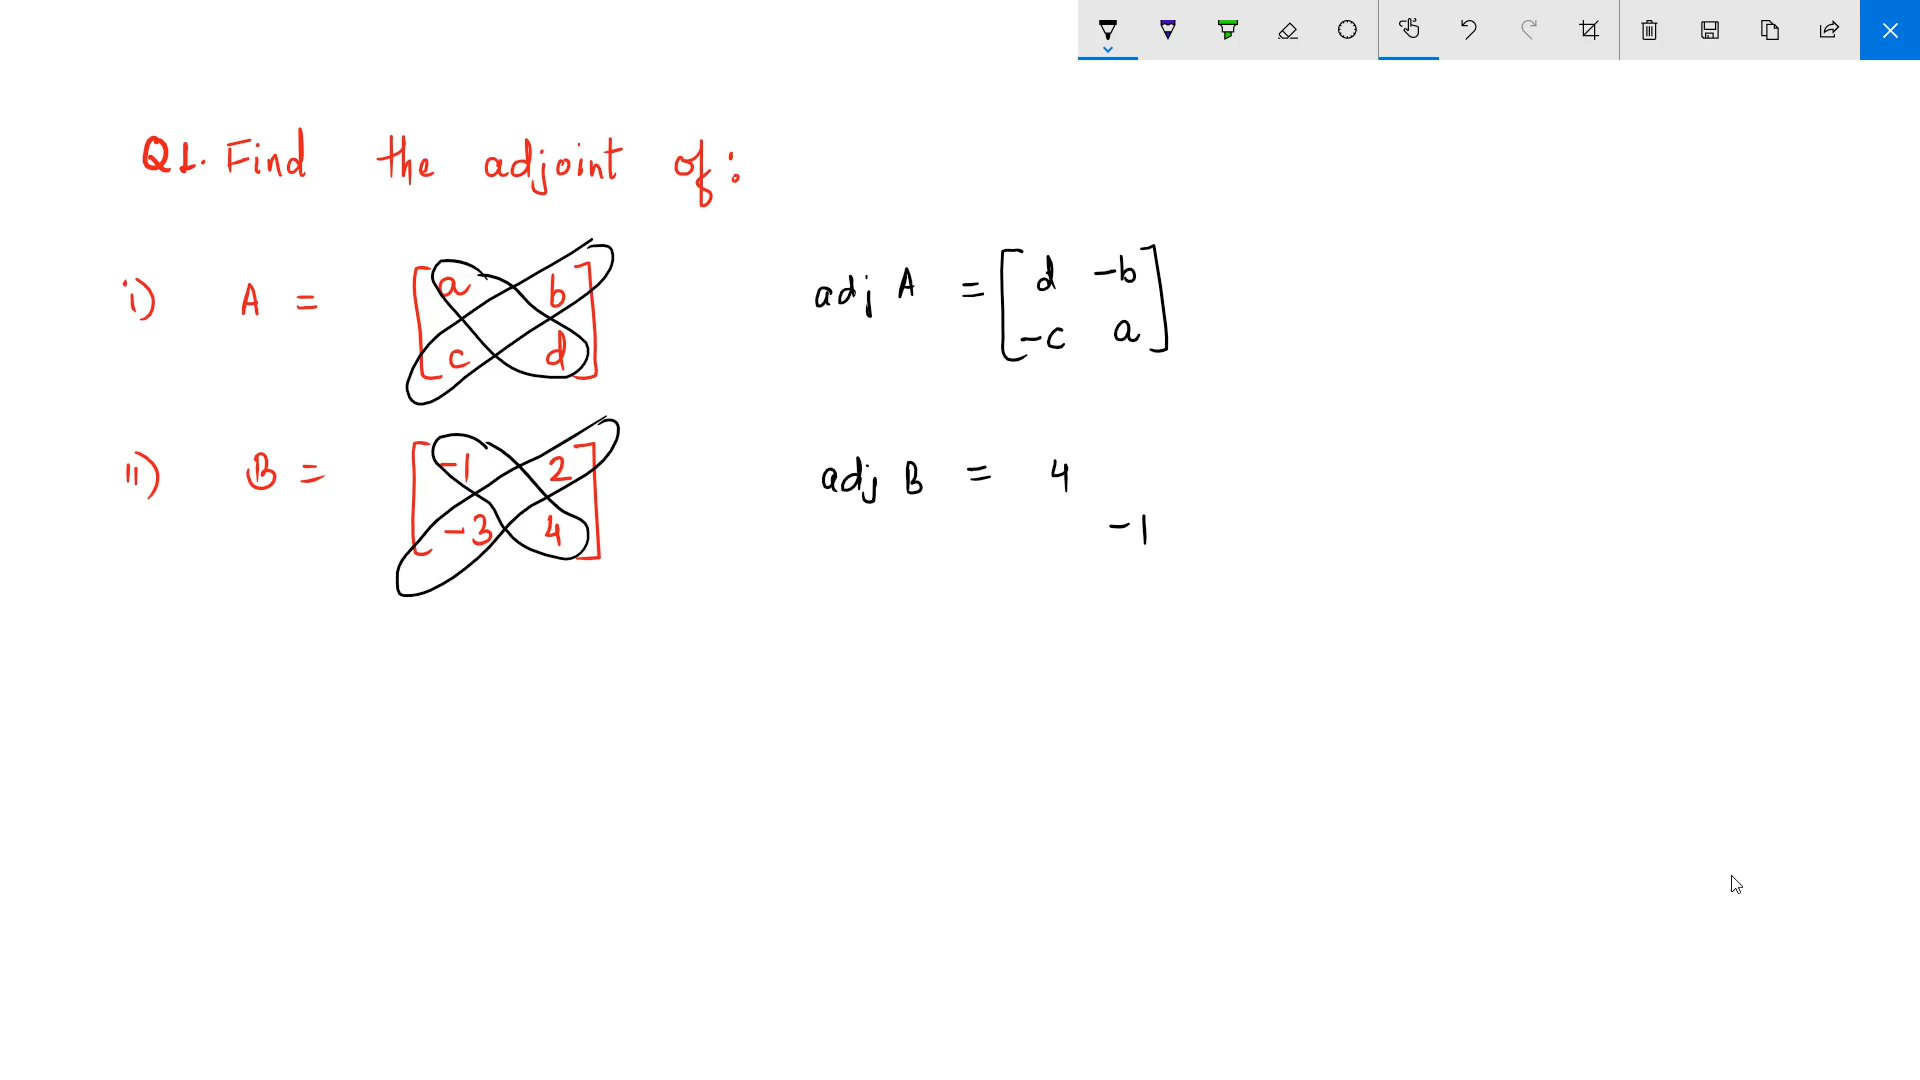 Q1. Find the adjoint of:
i) A = [a b adj A = [d -b]
c d] -c a]
ii) B = [-1 2 adj B = 4
-3 4] -1